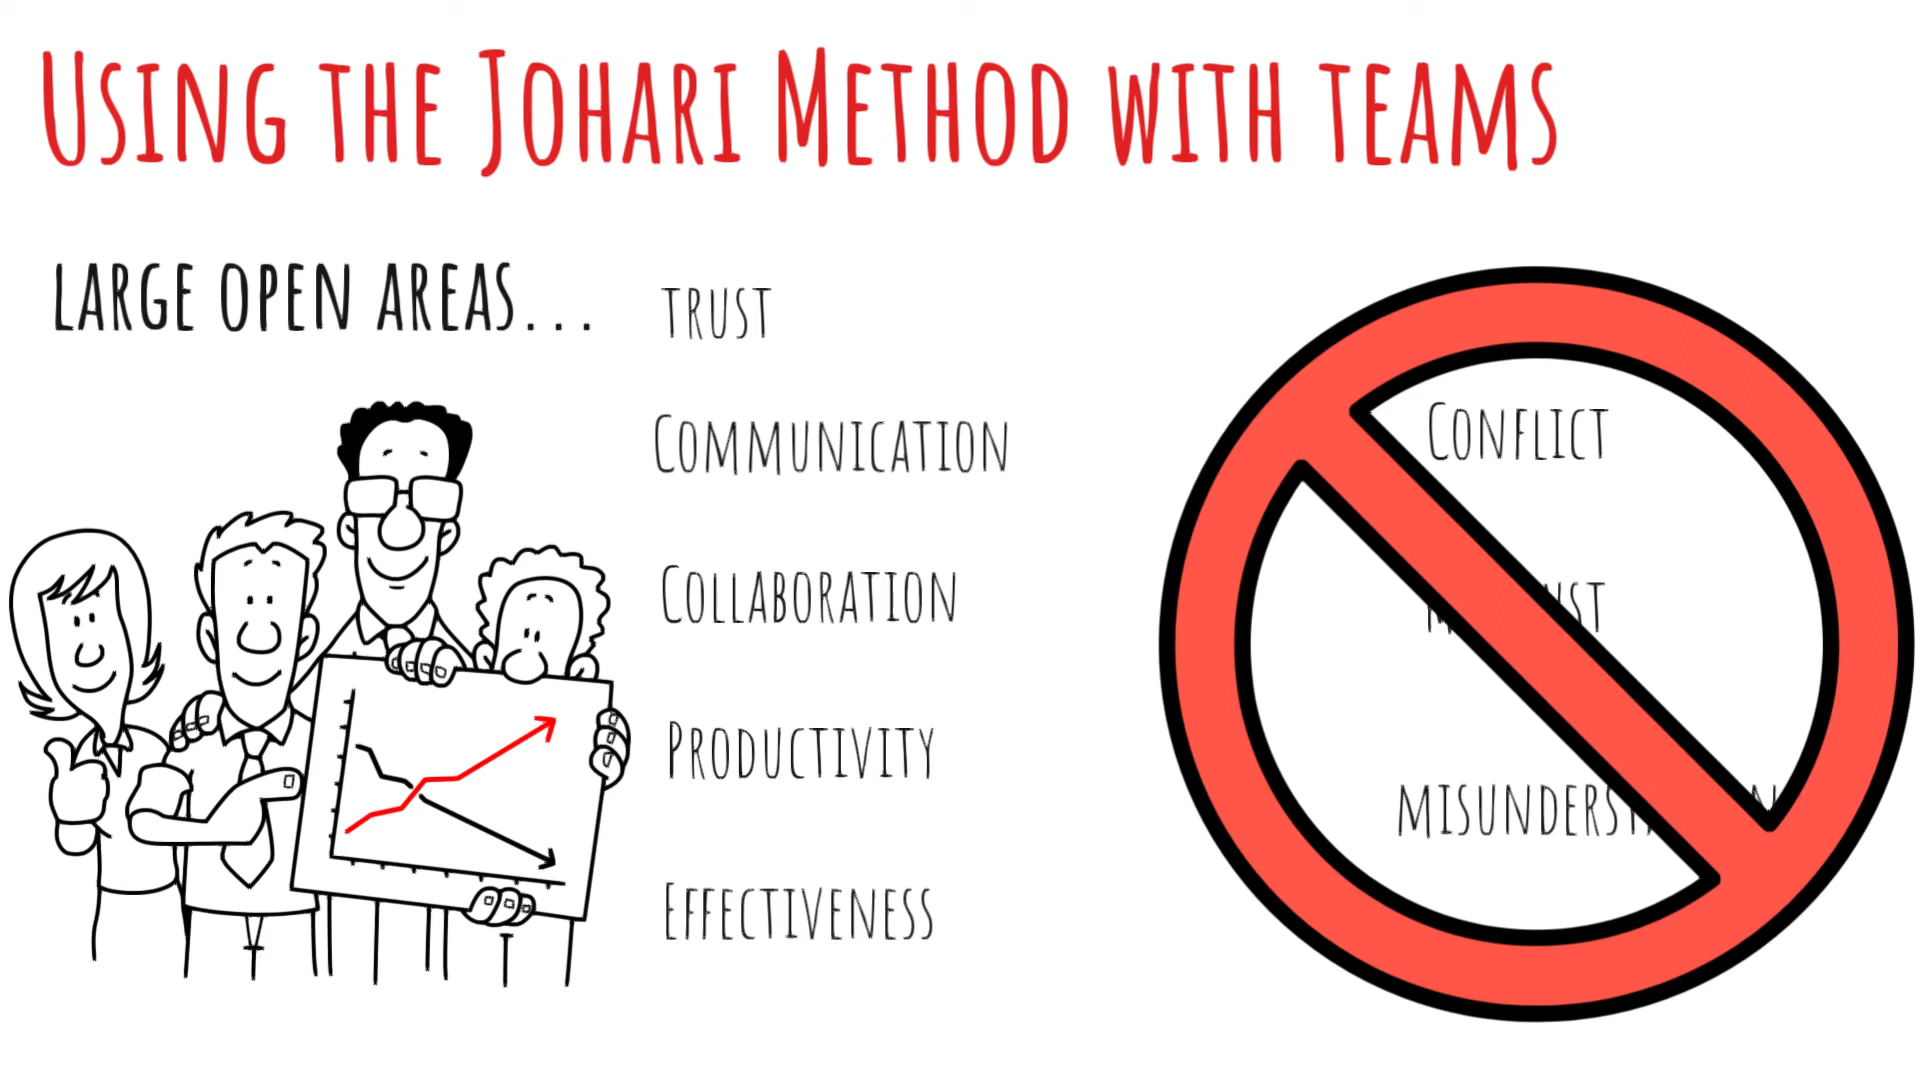 Using the Johari Method with teams
large open areas...
trust
Communication
Collaboration
Productivity
Effectiveness
Conflict